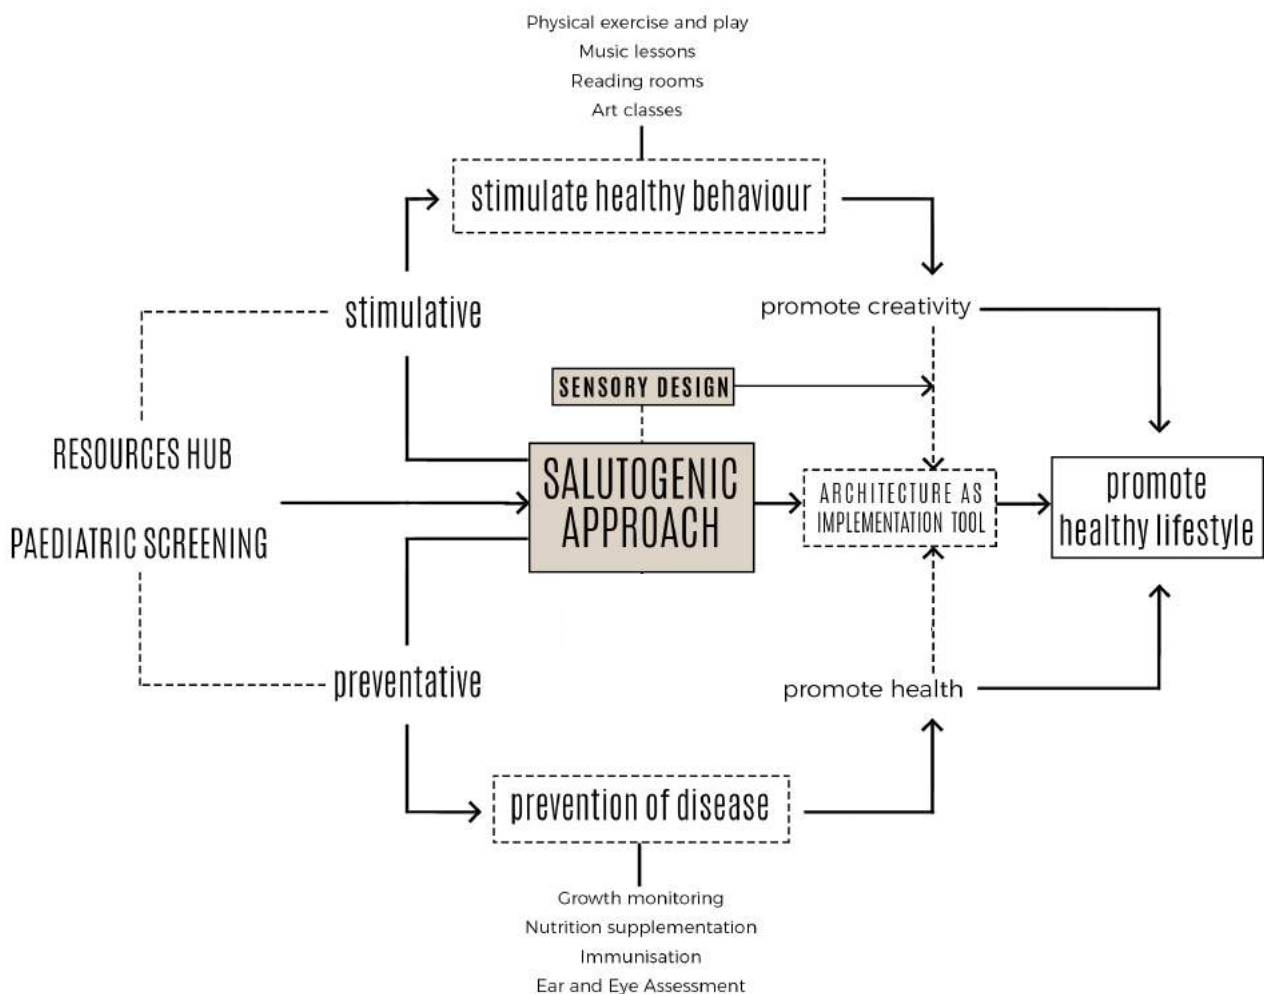 Physical exercise and play
Music lessons
Reading rooms
Art classes
stimulate healthy behaviour
stimulative
promote creativity
SENSORY DESIGN
RESOURCES HUB
PAEDIATRIC SCREENING
SALUTOGENIC
APPROACH
ARCHITECTURE AS
IMPLEMENTATION TOOL
promote
healthy lifestyle
preventative
promote health
prevention of disease
Growth monitoring
Nutrition supplementation
Immunisation
Ear and Eye Assessment